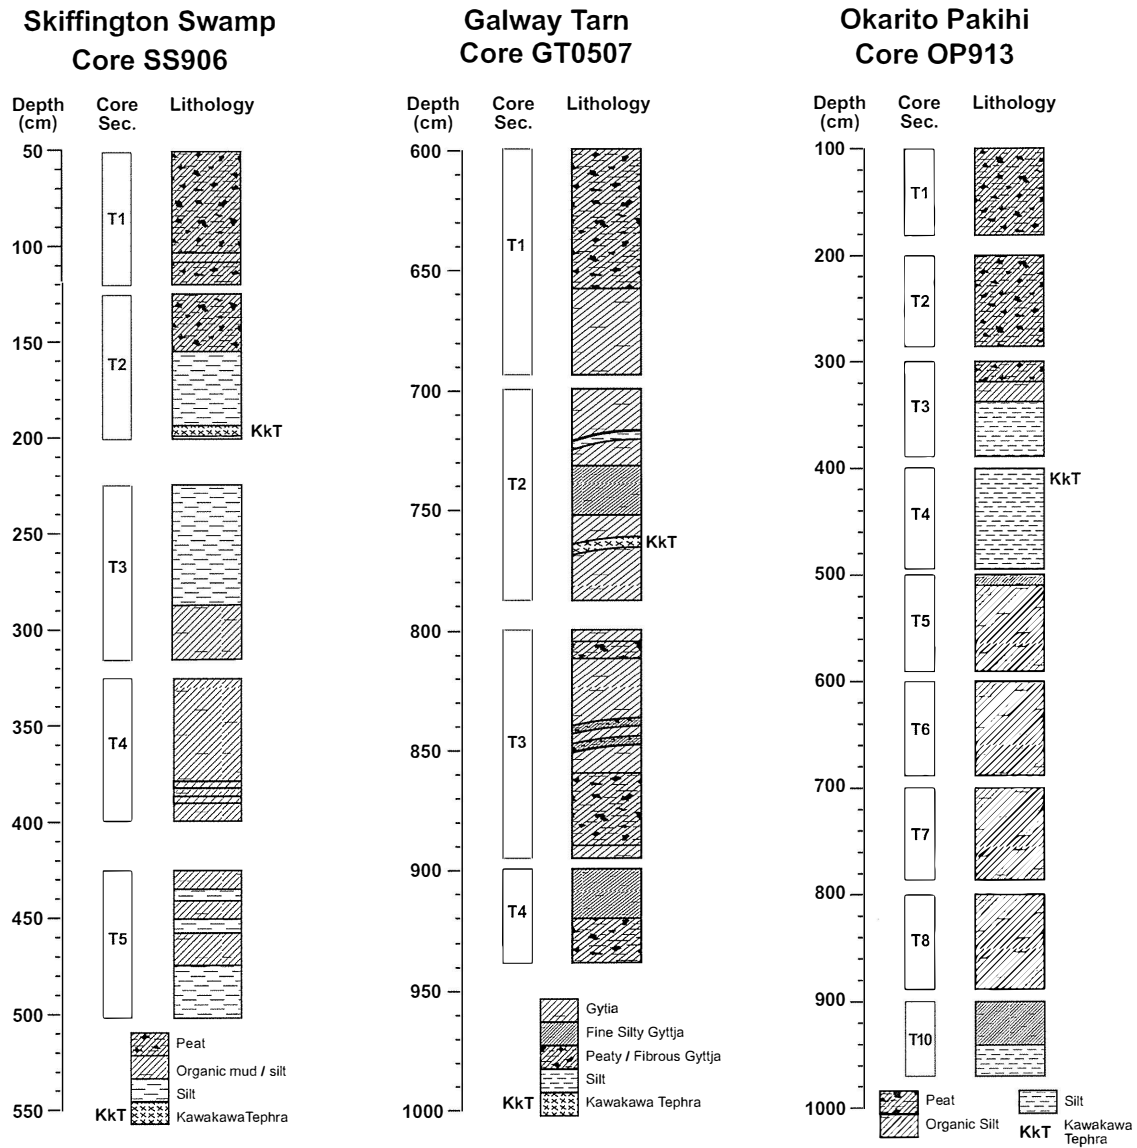 Skiffington Swamp
Core SS906
Depth
(cm)
Core
Sec.
Lithology
50
100
150
200
250
300
350
400
450
500
550
T1
T2
T3
T4
T5
KkT
Peat
Organic mud / silt
Silt
KkT Kawakawa Tephra
Galway Tarn
Core GT0507
Depth
(cm)
Core
Sec.
Lithology
600
650
700
750
800
850
900
950
1000
T1
T2
T3
T4
KkT
Gytia
Fine Silty Gyttja
Peaty / Fibrous Gyttja
Silt
KkT Kawakawa Tephra
Okarito Pakihi
Core OP913
Depth
(cm)
Core
Sec.
Lithology
100
200
300
400
500
600
700
800
900
1000
T1
T2
T3
T4
T5
T6
T7
T8
T10
KkT
Peat
Organic Silt
Silt
KkT Kawakawa
Tephra